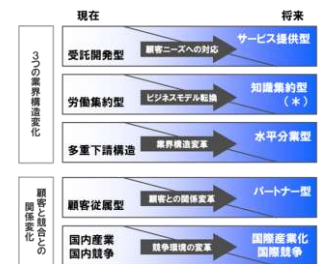 現在
将来
3つの業界構造変化
受託開発型
顧客ニーズへの対応
サービス提供型
労働集約型
ビジネスモデル転換
知識集約型
(*)
多重下請構造
業界構造変革
水平分業型
顧客と競合との
関係変化
顧客従属型
顧客との関係変革
パートナー型
国内産業
国内競争
競争環境の変革
国際産業化
国際競争